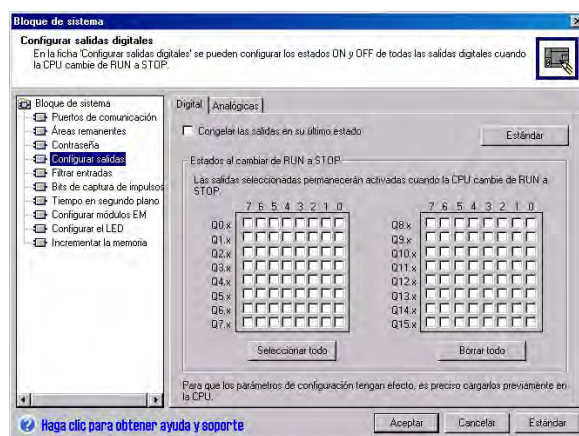 Bloque de sistema
Configurar salidas digitales
En la ficha 'Configurar salidas digitales' se pueden configurar los estados ON y OFF de todas las salidas digitales cuando
la CPU cambie de RUN a STOP.
Bloque de sistema
Puertos de comunicación
Áreas remanentes
Contraseña
Configurar salidas
Filtrar entradas
Bits de captura de impulsos
Tiempo en segundo plano
Configurar módulos EM
Configurar el LED
Incrementar la memoria
Digital Analógicas
Congelar las salidas en su último estado
Estándar
Estados al cambiar de RUN a STOP
Las salidas seleccionadas permanecerán activadas cuando la CPU cambie de RUN a
STOP.
7 6 5 4 3 2 1 0 7 6 5 4 3 2 1 0
Q0.x Q8.x
Q1.x Q9.x
Q2.x Q10.x
Q3.x Q11.x
Q4.x Q12.x
Q5.x Q13.x
Q6.x Q14.x
Q7.x Q15.x
Seleccionar todo Borrar todo
Para que los parámetros de configuración tengan efecto, es preciso cargarlos previamente en
la CPU.
Haga clic para obtener ayuda y soporte
Aceptar Cancelar Estándar